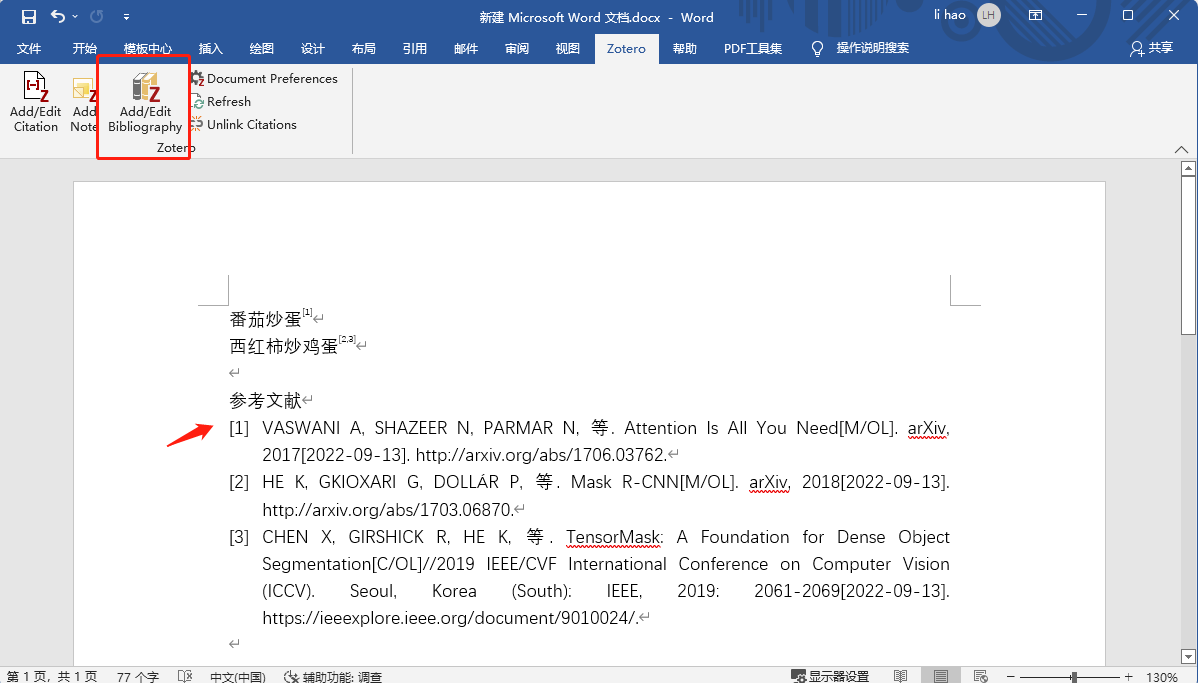 新建 Microsoft Word 文档.docx - Word
li hao LH
文件 开始 模板中心 插入 绘图 设计 布局 引用 邮件 审阅 视图 Zotero 帮助 PDF工具集 操作说明搜索 共享
Add/Edit Citation
Add Note
Add/Edit Bibliography
Document Preferences
Refresh
Unlink Citations
Zotero
番茄炒蛋[1]↵
西红柿炒鸡蛋[2,3]↵
↵
参考文献↵
[1] VASWANI A, SHAZEER N, PARMAR N, 等. Attention Is All You Need[M/OL]. arXiv,
2017[2022-09-13]. http://arxiv.org/abs/1706.03762.↵
[2] HE K, GKIOXARI G, DOLLÁR P, 等. Mask R-CNN[M/OL]. arXiv, 2018[2022-09-13].
http://arxiv.org/abs/1703.06870.↵
[3] CHEN X, GIRSHICK R, HE K, 等. TensorMask: A Foundation for Dense Object
Segmentation[C/OL]//2019 IEEE/CVF International Conference on Computer Vision
(ICCV). Seoul, Korea (South): IEEE, 2019: 2061-2069[2022-09-13].
https://ieeexplore.ieee.org/document/9010024/.↵
↵
第 1 页，共 1 页 77 个字 中文(中国) 辅助功能: 调查 显示器设置 − + 130%